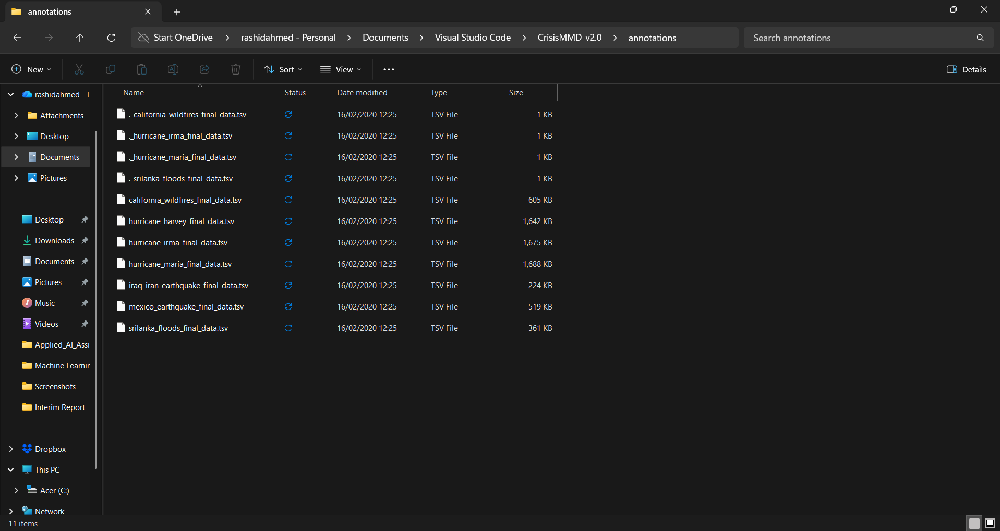 annotations
Start OneDrive > rashidahmed - Personal > Documents > Visual Studio Code > CrisisMMD_v2.0 > annotations
Search annotations
New Sort View ... Details
Name Status Date modified Type Size
._california_wildfires_final_data.tsv 16/02/2020 12:25 TSV File 1 KB
._hurricane_irma_final_data.tsv 16/02/2020 12:25 TSV File 1 KB
._hurricane_maria_final_data.tsv 16/02/2020 12:25 TSV File 1 KB
._srilanka_floods_final_data.tsv 16/02/2020 12:25 TSV File 1 KB
california_wildfires_final_data.tsv 16/02/2020 12:25 TSV File 605 KB
hurricane_harvey_final_data.tsv 16/02/2020 12:25 TSV File 1,642 KB
hurricane_irma_final_data.tsv 16/02/2020 12:25 TSV File 1,675 KB
hurricane_maria_final_data.tsv 16/02/2020 12:25 TSV File 1,688 KB
iraq_iran_earthquake_final_data.tsv 16/02/2020 12:25 TSV File 224 KB
mexico_earthquake_final_data.tsv 16/02/2020 12:25 TSV File 519 KB
srilanka_floods_final_data.tsv 16/02/2020 12:25 TSV File 361 KB
rashidahmed - P
Attachments
Desktop
Documents
Pictures
Desktop
Downloads
Documents
Pictures
Music
Videos
Applied_AI_Assi
Machine Learnin
Screenshots
Interim Report
Dropbox
This PC
Acer (C:)
Network
11 items